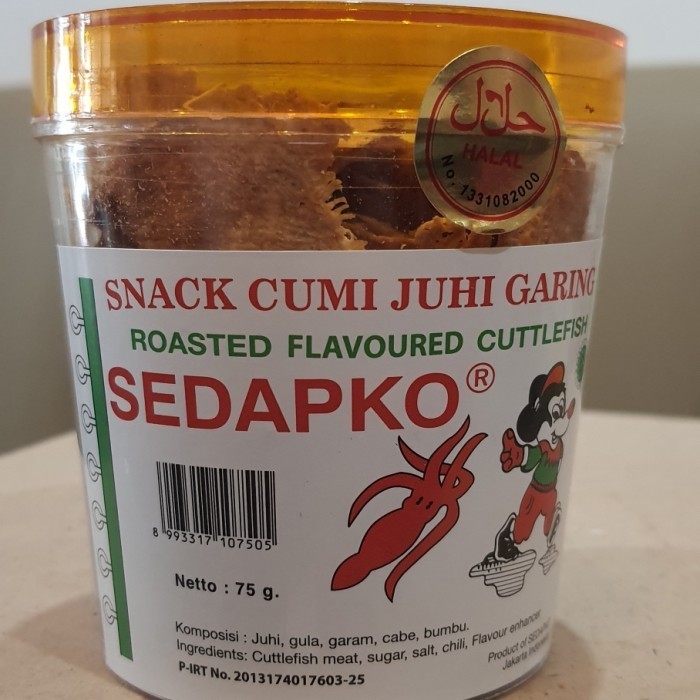 حلال
HALAL
No. 1331082000
SNACK CUMI JUHI GARING
ROASTED FLAVOURED CUTTLEFISH
SEDAPKO®
8 993317 107505
Netto : 75 g.
Komposisi : Juhi, gula, garam, cabe, bumbu.
Ingredients: Cuttlefish meat, sugar, salt, chili, Flavour enhancer
P-IRT No. 2013174017603-25
Product of SEDAPKO
Jakarta Indonesia